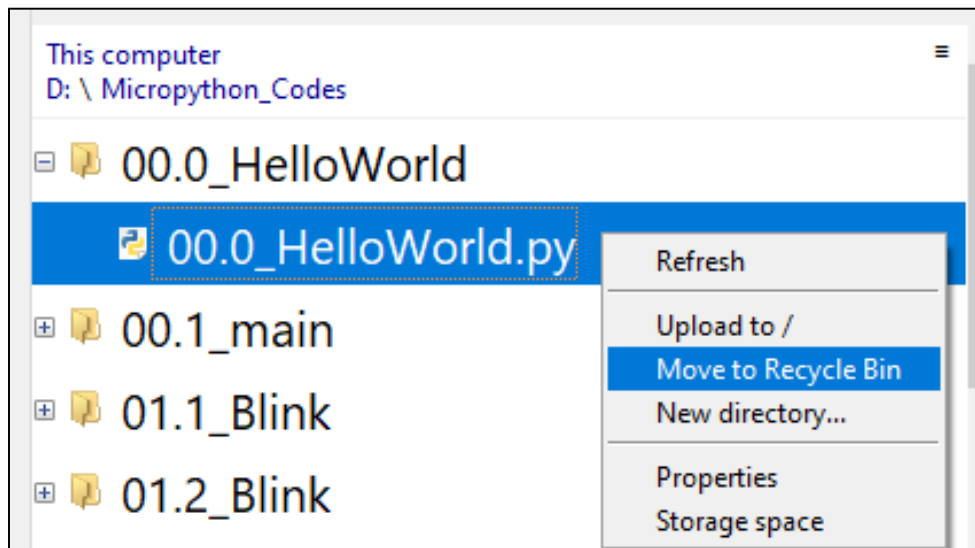 This computer
D: \ Micropython_Codes
00.0_HelloWorld
00.0_HelloWorld.py
Refresh
00.1_main
Upload to /
Move to Recycle Bin
01.1_Blink
New directory...
01.2_Blink
Properties
Storage space